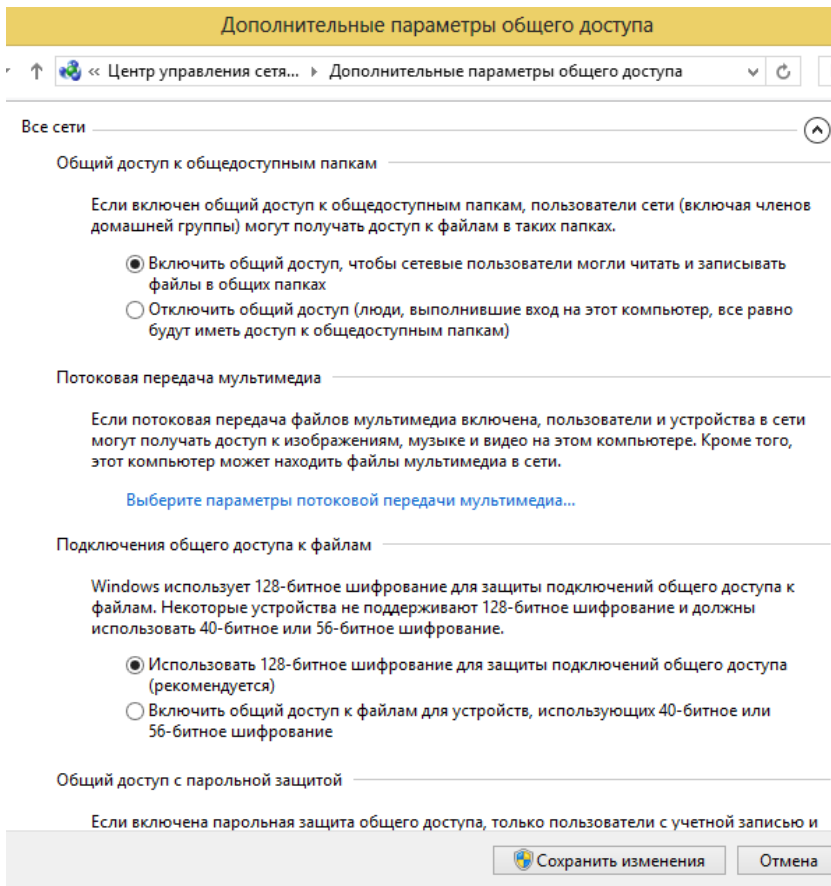 Дополнительные параметры общего доступа
« Центр управления сетя... Дополнительные параметры общего доступа
Все сети
Общий доступ к общедоступным папкам
Если включен общий доступ к общедоступным папкам, пользователи сети (включая членов
домашней группы) могут получать доступ к файлам в таких папках.
Включить общий доступ, чтобы сетевые пользователи могли читать и записывать
файлы в общих папках
Отключить общий доступ (люди, выполнившие вход на этот компьютер, все равно
будут иметь доступ к общедоступным папкам)
Потоковая передача мультимедиа
Если потоковая передача файлов мультимедиа включена, пользователи и устройства в сети
могут получать доступ к изображениям, музыке и видео на этом компьютере. Кроме того,
этот компьютер может находить файлы мультимедиа в сети.
Выберите параметры потоковой передачи мультимедиа...
Подключения общего доступа к файлам
Windows использует 128-битное шифрование для защиты подключений общего доступа к
файлам. Некоторые устройства не поддерживают 128-битное шифрование и должны
использовать 40-битное или 56-битное шифрование.
Использовать 128-битное шифрование для защиты подключений общего доступа
(рекомендуется)
Включить общий доступ к файлам для устройств, использующих 40-битное или
56-битное шифрование
Общий доступ с парольной защитой
Если включена парольная защита общего доступа, только пользователи с учетной записью и
Сохранить изменения
Отмена